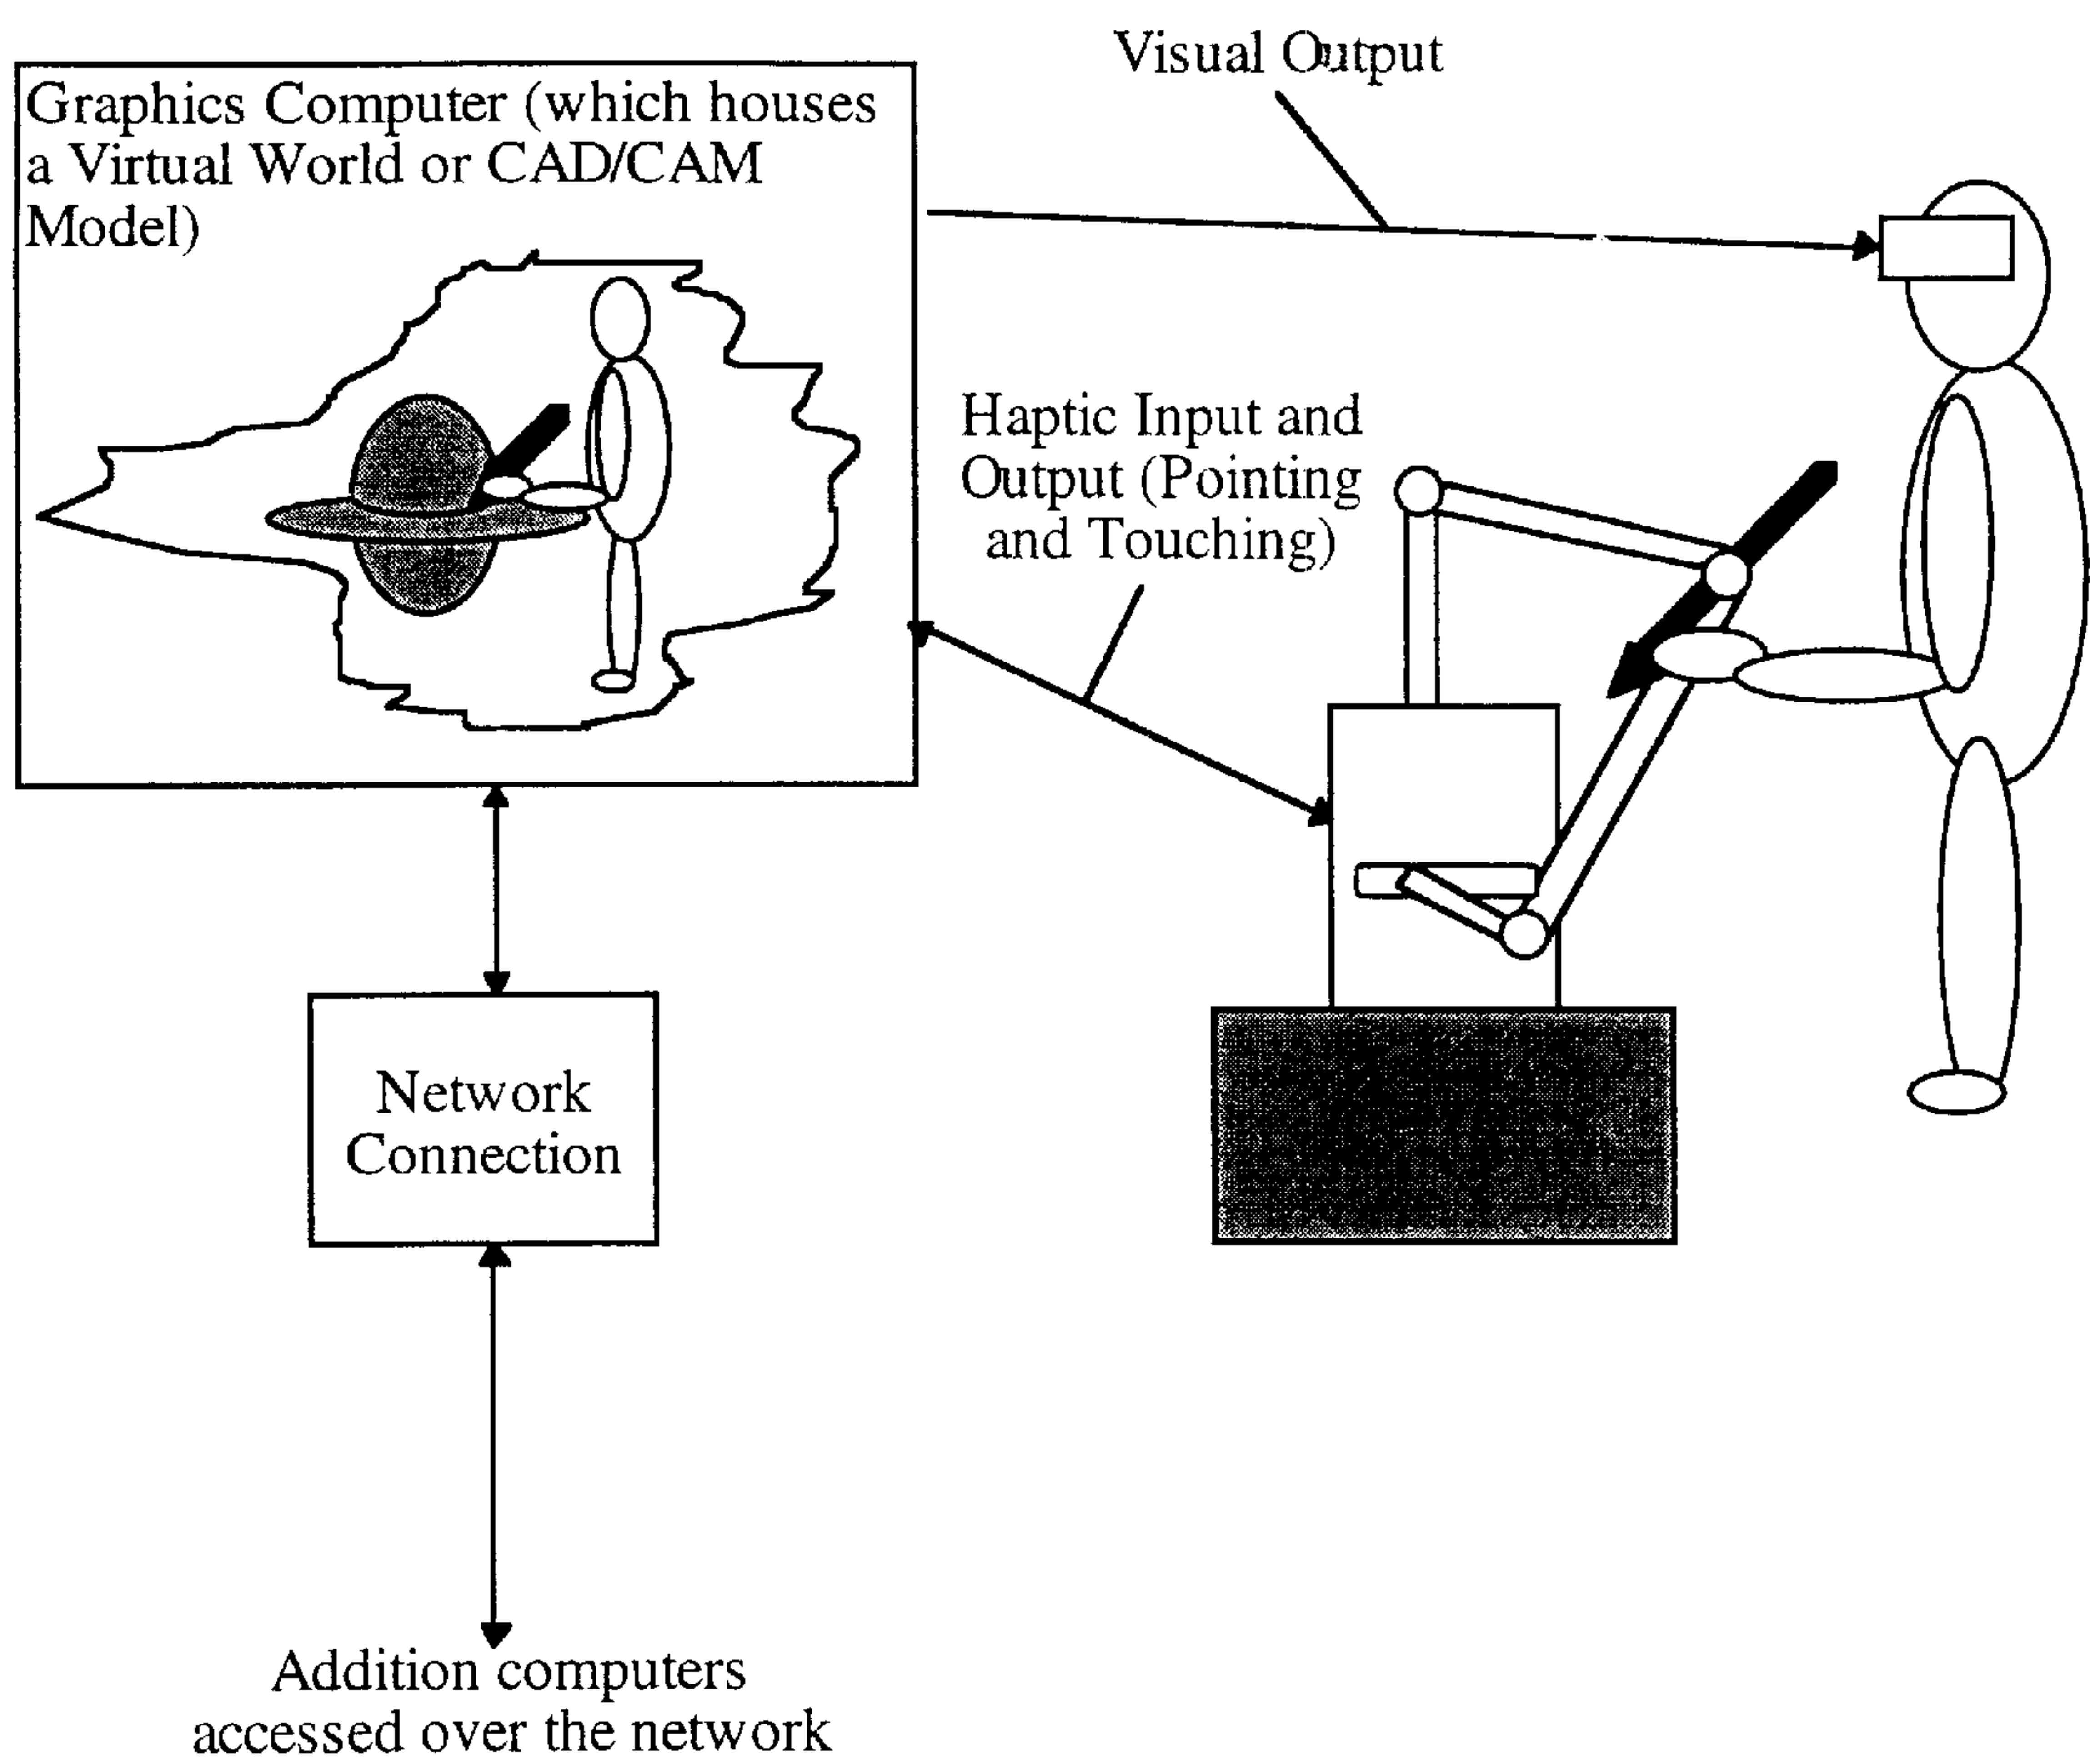 Visual Output
Graphics Computer (which houses
a Virtual World or CAD/CAM
Model)
Haptic Input and
Output (Pointing
and Touching)
Network
Connection
Addition computers
accessed over the network